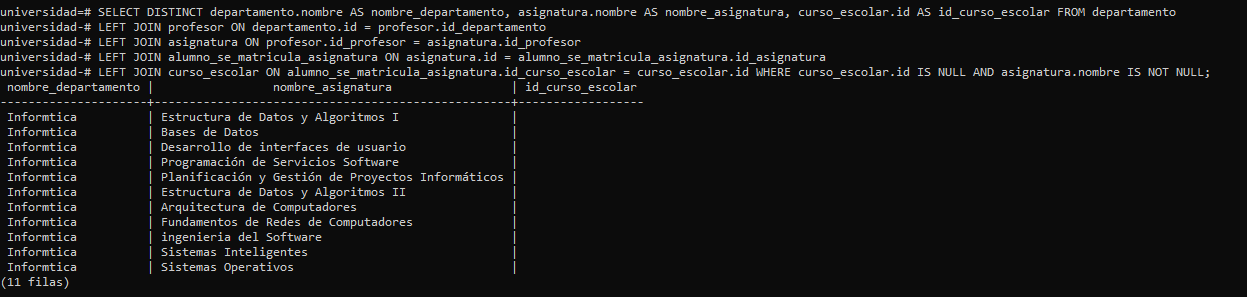 universidad=# SELECT DISTINCT departamento.nombre AS nombre_departamento, asignatura.nombre AS nombre_asignatura, curso_escolar.id AS id_curso_escolar FROM departamento
universidad-# LEFT JOIN profesor ON departamento.id = profesor.id_departamento
universidad-# LEFT JOIN asignatura ON profesor.id_profesor = asignatura.id_profesor
universidad-# LEFT JOIN alumno_se_matricula_asignatura ON asignatura.id = alumno_se_matricula_asignatura.id_asignatura
universidad-# LEFT JOIN curso_escolar ON alumno_se_matricula_asignatura.id_curso_escolar = curso_escolar.id WHERE curso_escolar.id IS NULL AND asignatura.nombre IS NOT NULL;
 nombre_departamento |                nombre_asignatura                | id_curso_escolar
---------------------+-------------------------------------------------+------------------
 Informtica          | Estructura de Datos y Algoritmos I              |
 Informtica          | Bases de Datos                                  |
 Informtica          | Desarrollo de interfaces de usuario             |
 Informtica          | Programación de Servicios Software              |
 Informtica          | Planificación y Gestión de Proyectos Informáticos |
 Informtica          | Estructura de Datos y Algoritmos II             |
 Informtica          | Arquitectura de Computadores                    |
 Informtica          | Fundamentos de Redes de Computadores            |
 Informtica          | ingenieria del Software                         |
 Informtica          | Sistemas Inteligentes                           |
 Informtica          | Sistemas Operativos                             |
(11 filas)